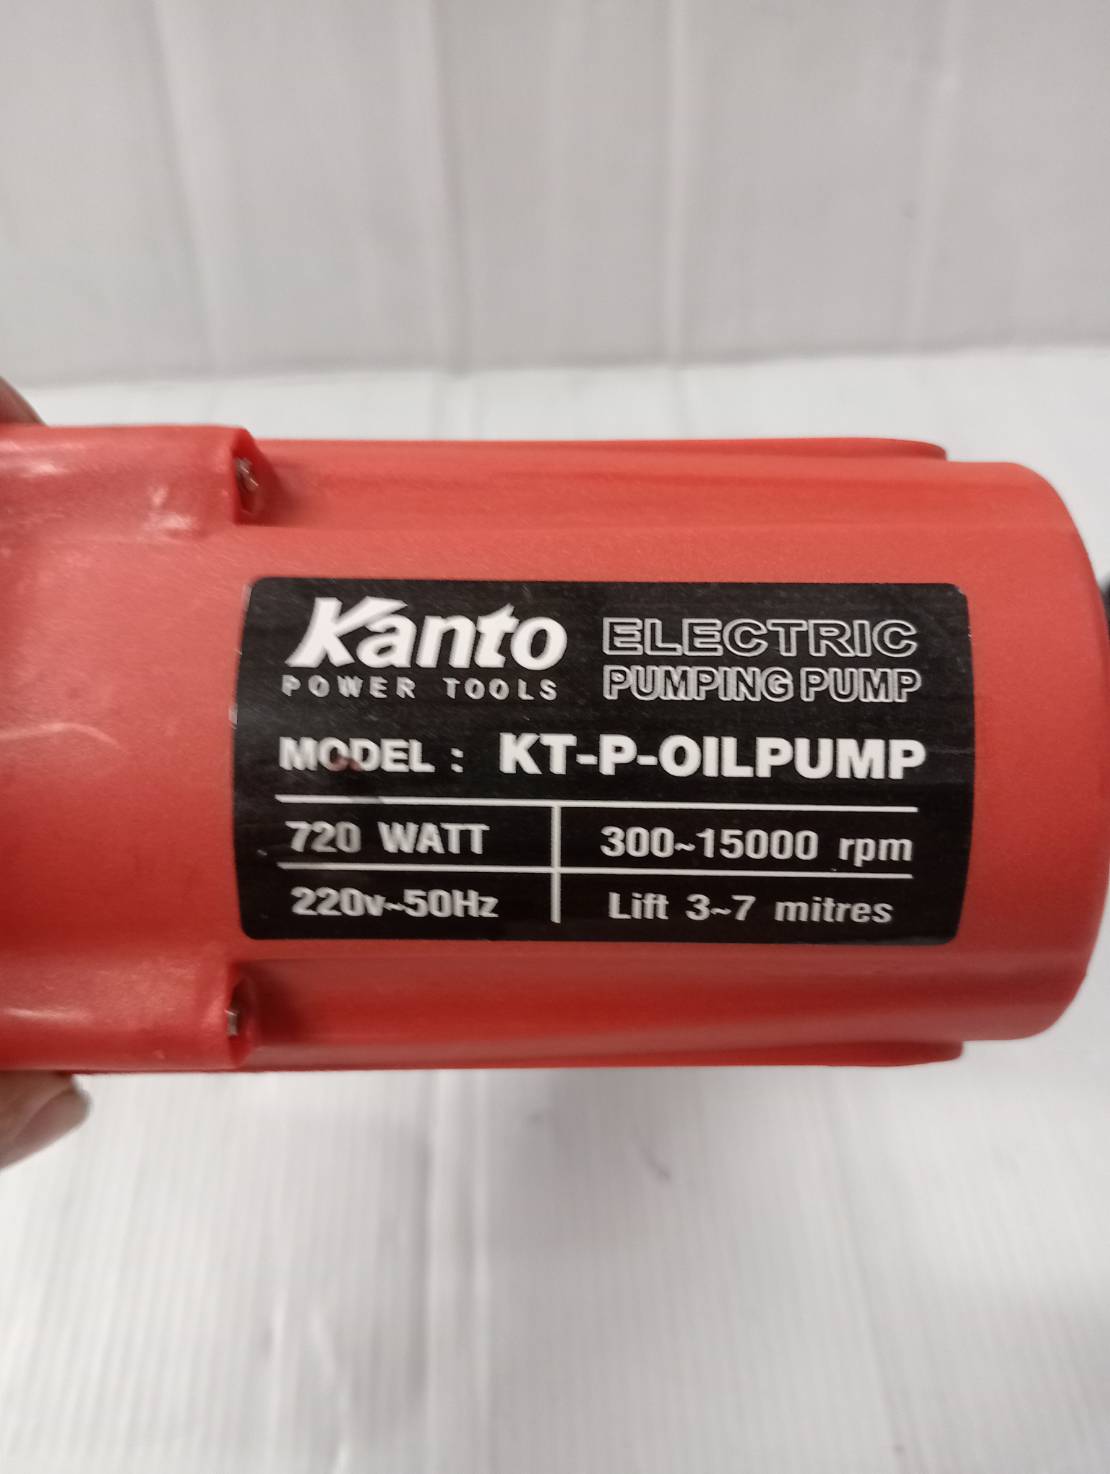 Kanto
POWER TOOLS
ELECTRIC
PUMPING PUMP
MODEL : KT-P-OILPUMP
720 WATT
300~15000 rpm
220v~50Hz
Lift 3~7 mitres